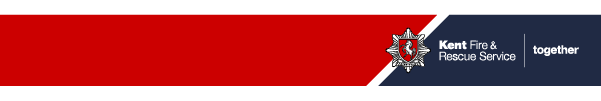 Kent Fire &
Rescue Service
together